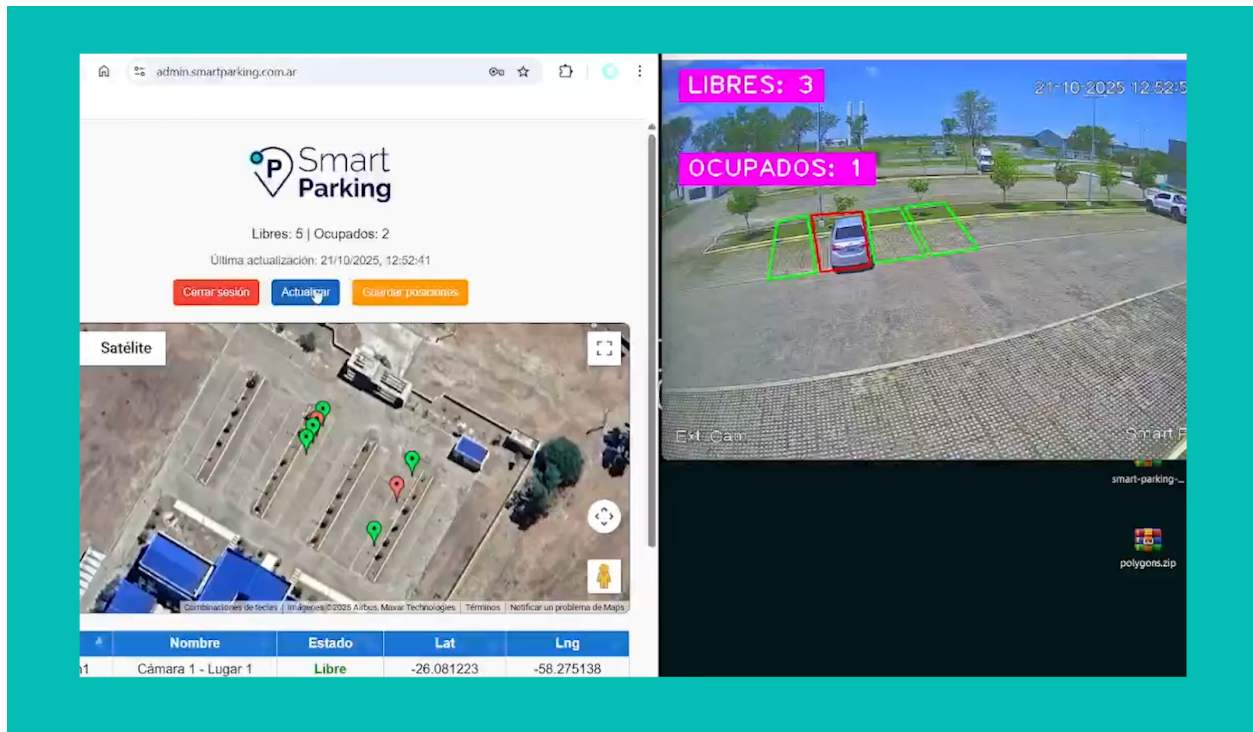 admin.smartparking.com.ar
P
Smart
Parking
Libres: 5 | Ocupados: 2
Última actualización: 21/10/2025, 12:52:41
Cerrar sesión
Actualizar
Guardar posiciones
Satélite
Combinaciones de teclas
Imágenes ©2025 Airbus, Maxar Technologies
Términos
Notificar un problema de Maps
Nombre
Estado
Lat
Lng
Cámara 1 - Lugar 1
Libre
-26.081223
-58.275138
LIBRES: 3
21-10-2025 12:52:5
OCUPADOS: 1
Ext. Cam
Smart
smart-parking-...
polygons.zip